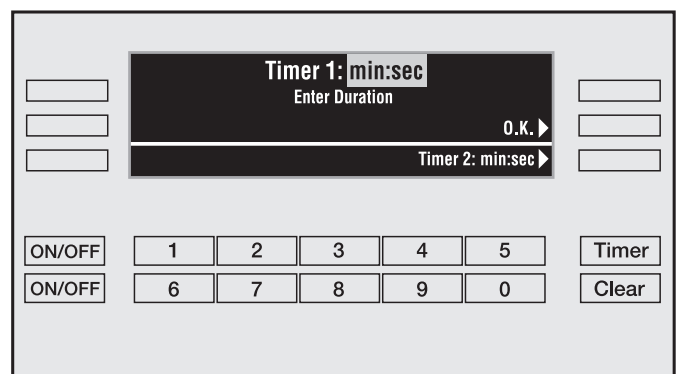 Timer 1: min:sec
Enter Duration
O.K.
Timer 2: min:sec
ON/OFF 1 2 3 4 5 Timer
ON/OFF 6 7 8 9 0 Clear